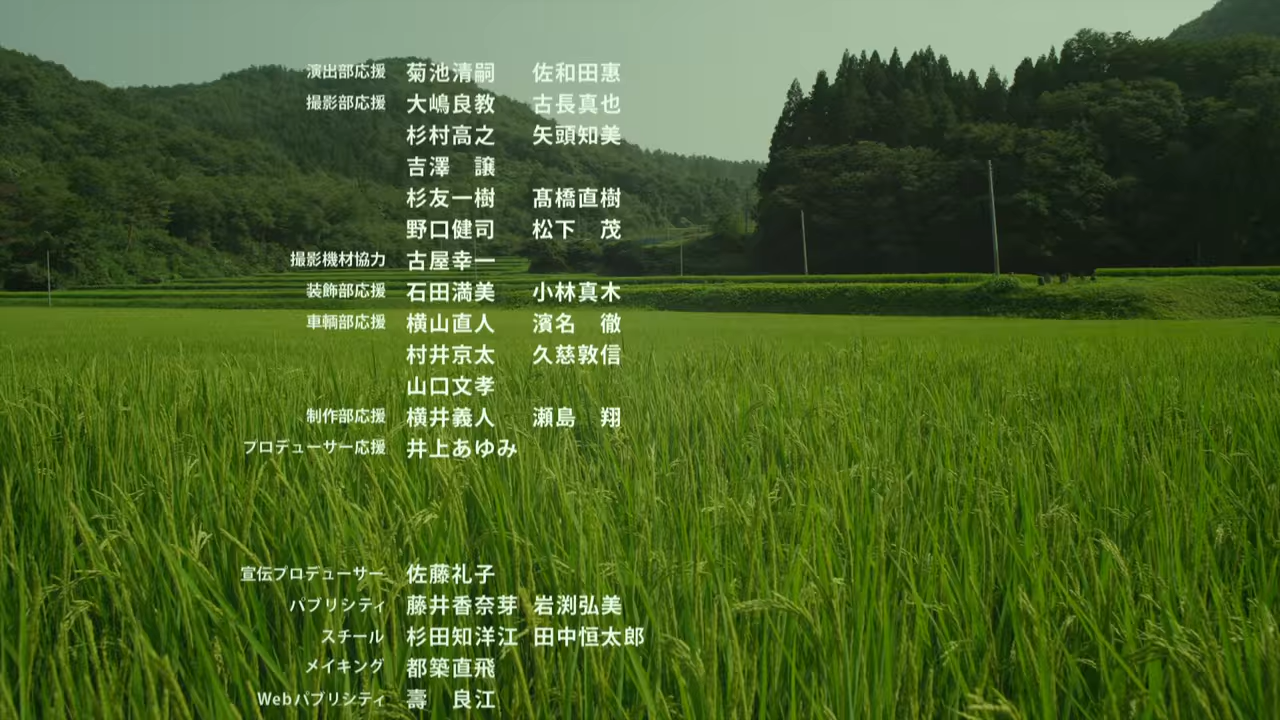 演出部応援 菊池清嗣 佐和田惠
撮影部応援 大嶋良教 古長真也
杉村高之 矢頭知美
吉澤 譲
杉友一樹 髙橋直樹
野口健司 松下 茂
撮影機材協力 古屋幸一
装飾部応援 石田満美 小林真木
車輌部応援 横山直人 濱名 徹
村井京太 久慈敦信
山口文孝
制作部応援 横井義人 瀬島 翔
プロデューサー応援 井上あゆみ
宣伝プロデューサー 佐藤礼子
パブリシティ 藤井香奈芽 岩渕弘美
スチール 杉田知洋江 田中恒太郎
メイキング 都築直飛
Webパブリシティ 壽 良江